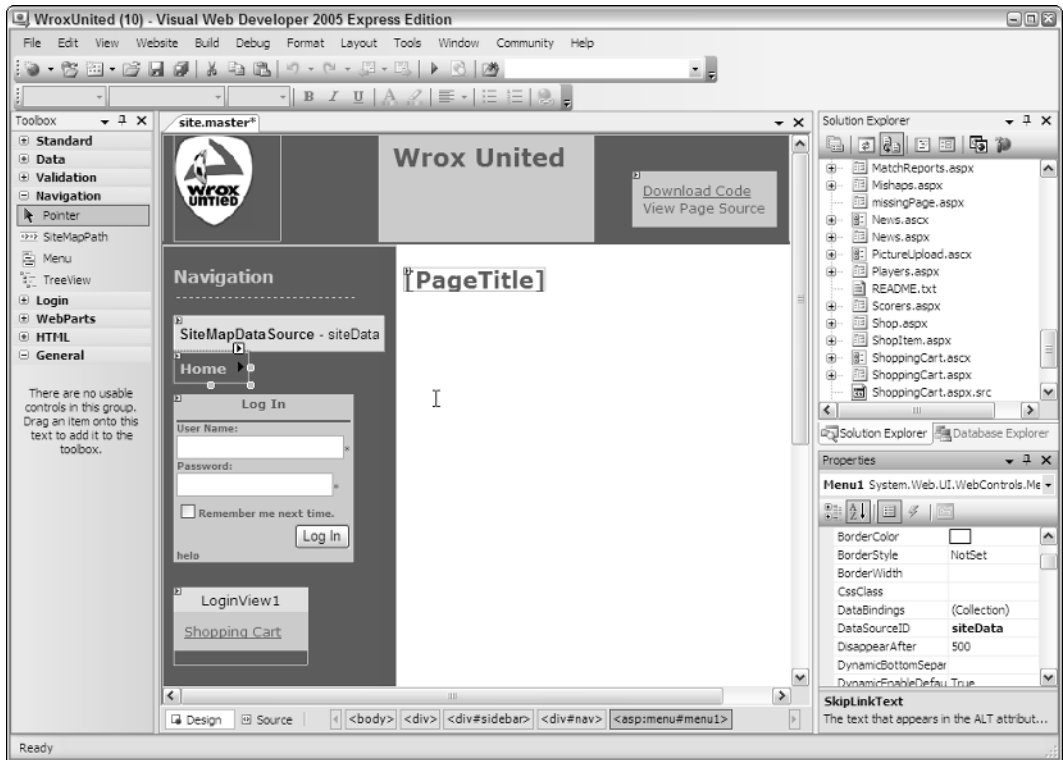 WroxUnited (10) - Visual Web Developer 2005 Express Edition
File Edit View Website Build Debug Format Layout Tools Window Community Help
B I U A
Toolbox
Standard
Data
Validation
Navigation
Pointer
SiteMapPath
Menu
TreeView
Login
WebParts
HTML
General
There are no usable
controls in this group.
Drag an item onto this
text to add it to the
toolbox.
site.master*
wrox
UNTIED
Wrox United
Download Code
View Page Source
Navigation
SiteMapDataSource - siteData
Home
Log In
User Name:
*
Password:
*
Remember me next time.
Log In
help
LoginView1
Shopping Cart
[PageTitle]
Design Source <body> <div> <div#sidebar> <div#nav> <asp:menu#menu1>
Solution Explorer
MatchReports.aspx
Mishaps.aspx
missingPage.aspx
News.ascx
News.aspx
PictureUpload.ascx
Players.aspx
README.txt
Scorers.aspx
Shop.aspx
ShopItem.aspx
ShoppingCart.ascx
ShoppingCart.aspx
ShoppingCart.aspx.src
Solution Explorer Database Explorer
Properties
Menu1 System.Web.UI.WebControls.Me
BorderColor
BorderStyle NotSet
BorderWidth
CssClass
DataBindings (Collection)
DataSourceID siteData
DisappearAfter 500
DynamicBottomSepar
DynamicEnableDefau True
SkipLinkText
The text that appears in the ALT attribut...
Ready